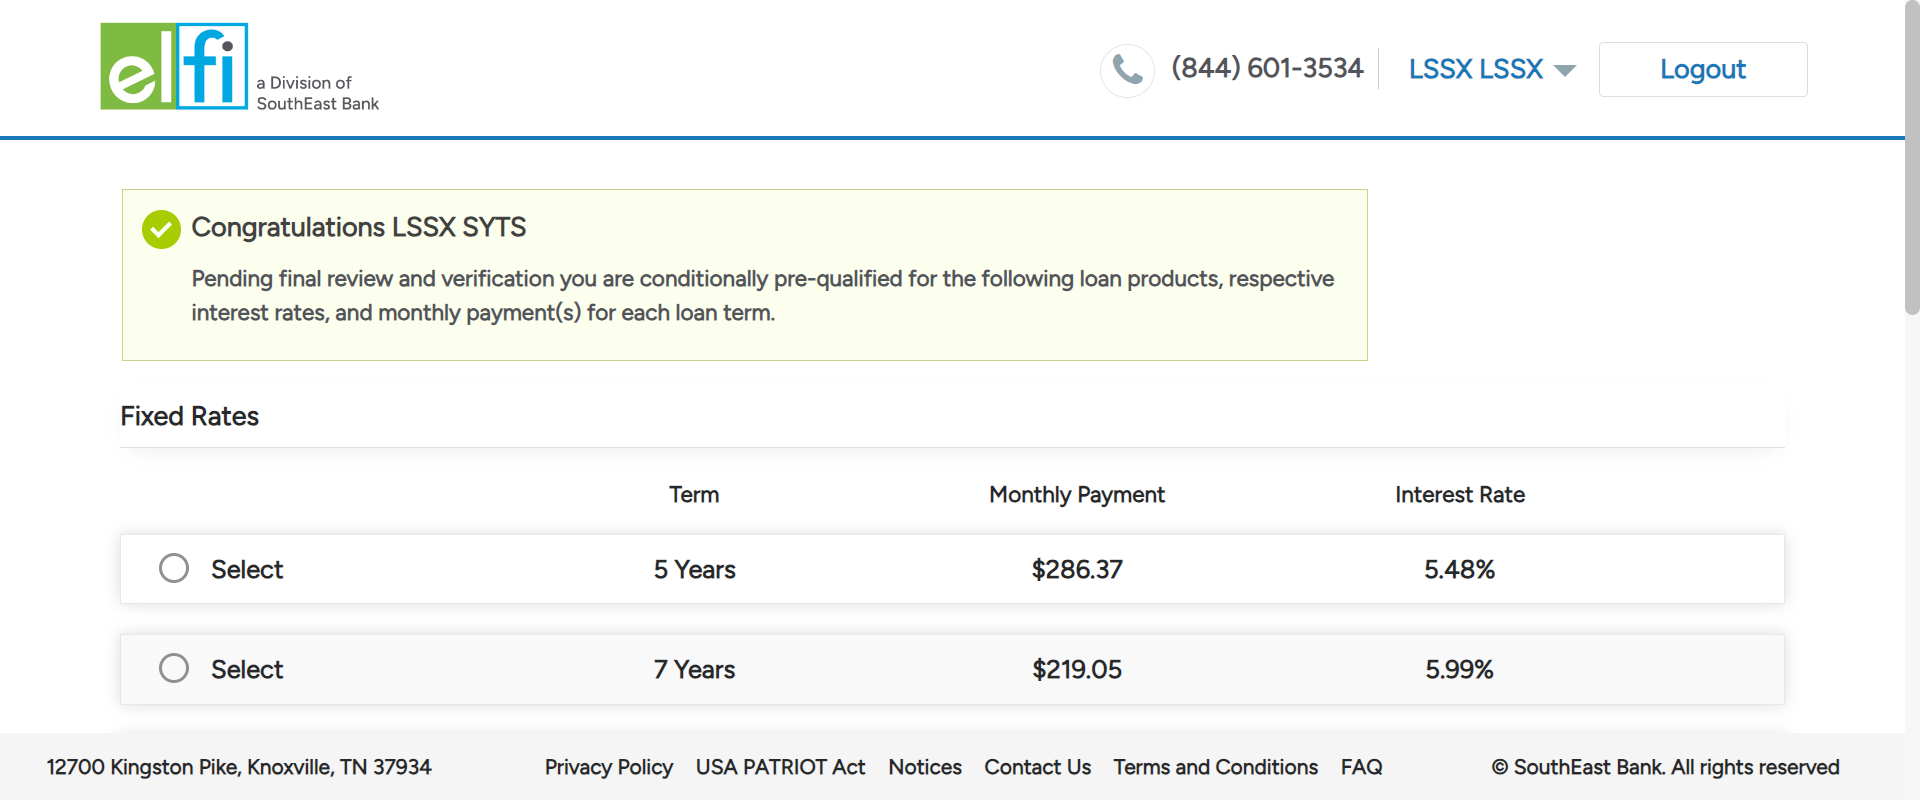 elfi
a Division of
SouthEast Bank
(844) 601-3534
LSSX LSSX
Logout
Congratulations LSSX SYTS
Pending final review and verification you are conditionally pre-qualified for the following loan products, respective
interest rates, and monthly payment(s) for each loan term.
Fixed Rates
Term Monthly Payment Interest Rate
Select 5 Years $286.37 5.48%
Select 7 Years $219.05 5.99%
12700 Kingston Pike, Knoxville, TN 37934 Privacy Policy USA PATRIOT Act Notices Contact Us Terms and Conditions FAQ © SouthEast Bank. All rights reserved